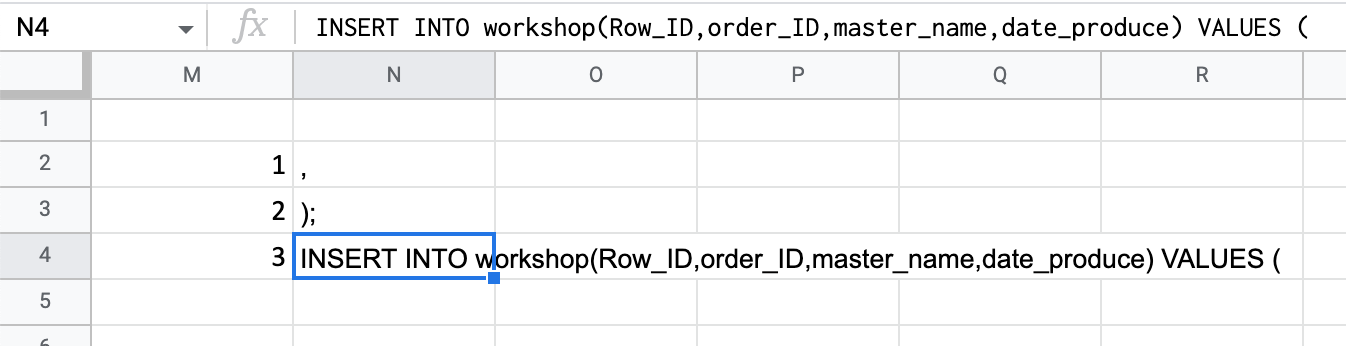 N4 fx INSERT INTO workshop(Row_ID,order_ID,master_name,date_produce) VALUES (
M N O P Q R
1
2 1 ,
3 2 );
4 3 INSERT INTO workshop(Row_ID,order_ID,master_name,date_produce) VALUES (
5
6